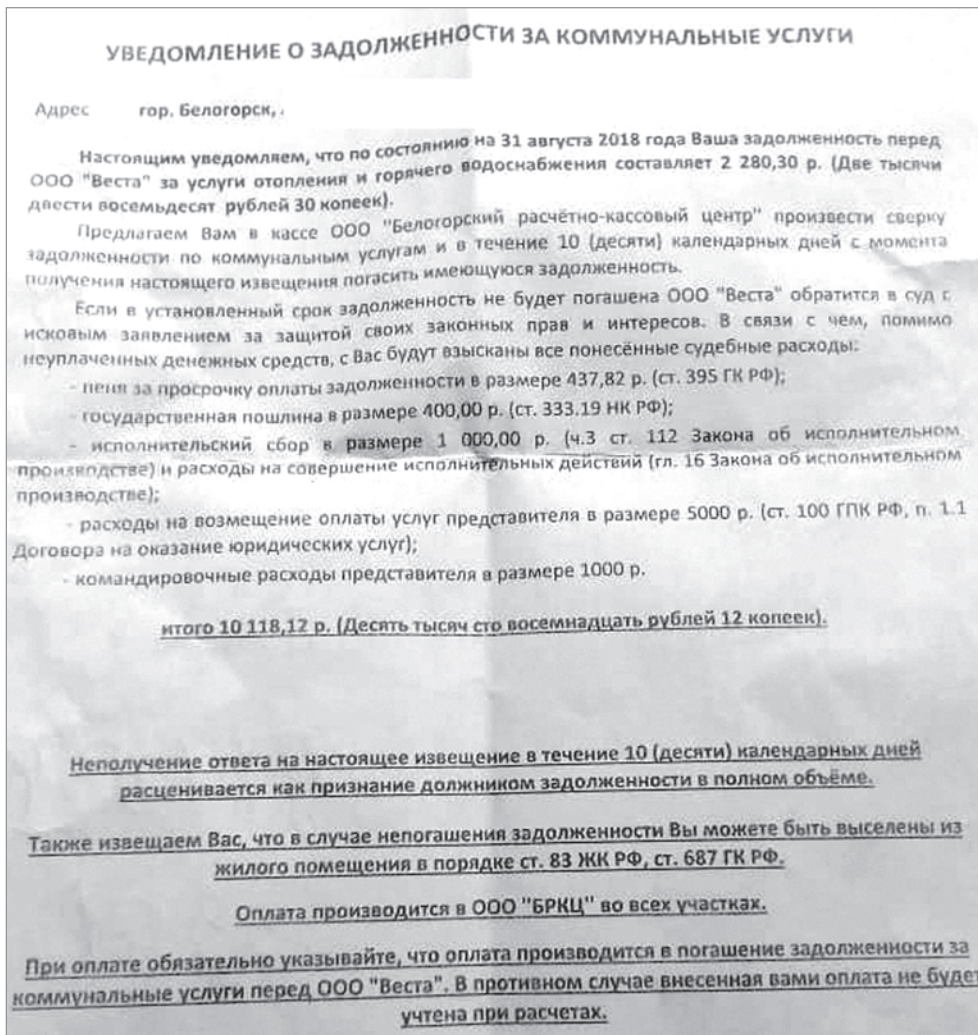 УВЕДОМЛЕНИЕ О ЗАДОЛЖЕННОСТИ ЗА КОММУНАЛЬНЫЕ УСЛУГИ
Адрес гор. Белогорск,
Настоящим уведомляем, что по состоянию на 31 августа 2018 года Ваша задолженность перед
ООО "Веста" за услуги отопления и горячего водоснабжения составляет 2 280,30 р. (Две тысячи
двести восемьдесят рублей 30 копеек).
Предлагаем Вам в кассе ООО "Белогорский расчётно-кассовый центр" произвести сверку
задолженности по коммунальным услугам и в течение 10 (десяти) календарных дней с момента
получения настоящего извещения погасить имеющуюся задолженность.
Если в установленный срок задолженность не будет погашена ООО "Веста" обратится в суд с
исковым заявлением за защитой своих законных прав и интересов. В связи с чем, помимо
неуплаченных денежных средств, с Вас будут взысканы все понесённые судебные расходы:
- пеня за просрочку оплаты задолженности в размере 437,82 р. (ст. 395 ГК РФ);
- государственная пошлина в размере 400,00 р. (ст. 333.19 НК РФ);
- исполнительский сбор в размере 1 000,00 р. (ч.3 ст. 112 Закона об исполнительном
производстве) и расходы на совершение исполнительных действий (гл. 16 Закона об исполнительном
производстве);
- расходы на возмещение оплаты услуг представителя в размере 5000 р. (ст. 100 ГПК РФ, п. 1.1
Договора на оказание юридических услуг);
- командировочные расходы представителя в размере 1000 р.
итого 10 118,12 р. (Десять тысяч сто восемнадцать рублей 12 копеек).
Неполучение ответа на настоящее извещение в течение 10 (десяти) календарных дней
расценивается как признание должником задолженности в полном объёме.
Также извещаем Вас, что в случае непогашения задолженности Вы можете быть выселены из
жилого помещения в порядке ст. 83 ЖК РФ, ст. 687 ГК РФ.
Оплата производится в ООО "БРКЦ" во всех участках.
При оплате обязательно указывайте, что оплата производится в погашение задолженности за
коммунальные услуги перед ООО "Веста". В противном случае внесенная вами оплата не будет
учтена при расчетах.